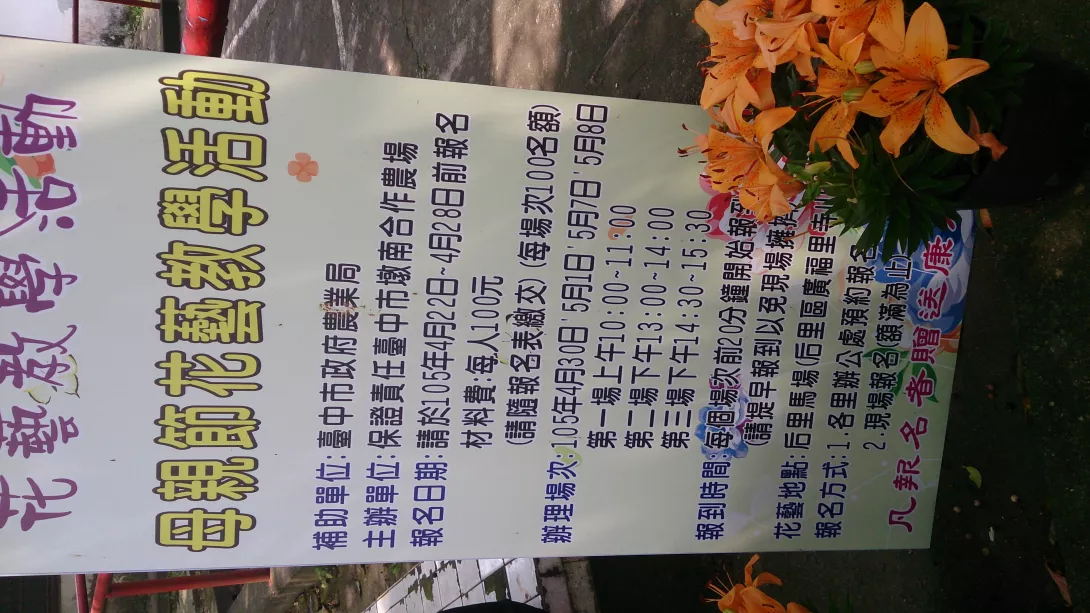 花藝教學活動
母親節花藝教學活動
補助單位:臺中市政府農業局
主辦單位:保證責任臺中市墩南合作農場
報名日期:請於105年4月22日~4月28日前報名
材料費:每人100元
(請隨報名表繳交)(每場次100名額)
辦理場次:105年4月30日'5月1日'5月7日'5月8日
第一場上午10:00~11:00
第二場下午13:00~14:00
第三場下午14:30~15:30
報到時間:每個場次前20分鐘開始報到
(請提早報到以免現場擁擠
花藝地點:后里馬場(后里區廣福里寺
報名方式:1.各里辦公處預約報名
2.現場報名(額滿為止)
凡報名者贈送康